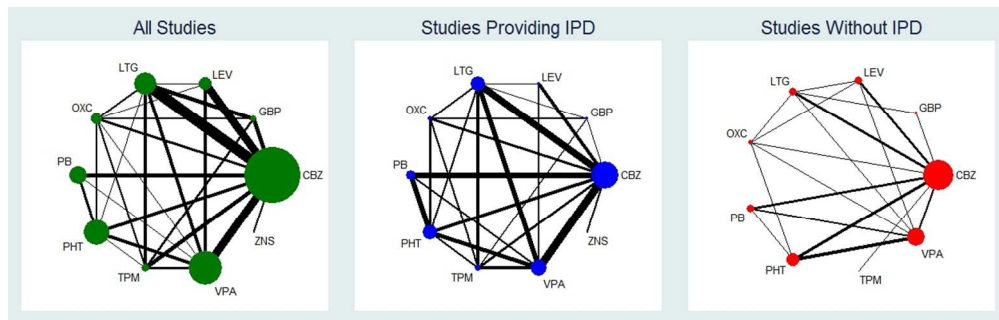 All Studies
LTG
LEV
OXC
GBP
PB
CBZ
PHT
ZNS
TPM
VPA
Studies Providing IPD
LTG
LEV
OXC
GBP
PB
CBZ
PHT
ZNS
TPM
VPA
Studies Without IPD
LEV
LTG
GBP
OXC
CBZ
PB
VPA
PHT
TPM